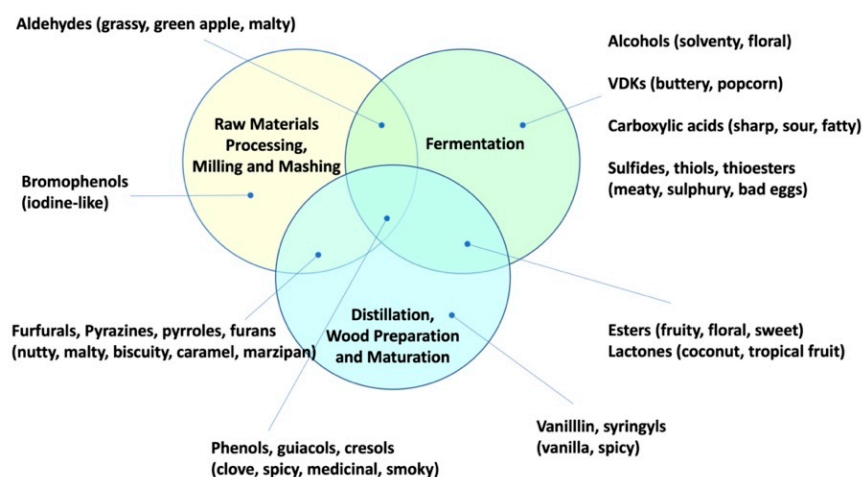 Aldehydes (grassy, green apple, malty)
Alcohols (solventy, floral)
VDKs (buttery, popcorn)
Carboxylic acids (sharp, sour, fatty)
Sulfides, thiols, thioesters
(meaty, sulphury, bad eggs)
Raw Materials
Processing,
Milling and Mashing
Fermentation
Bromophenols
(iodine-like)
Furfurals, Pyrazines, pyrroles, furans
(nutty, malty, biscuity, caramel, marzipan)
Distillation,
Wood Preparation
and Maturation
Esters (fruity, floral, sweet)
Lactones (coconut, tropical fruit)
Phenols, guiacols, cresols
(clove, spicy, medicinal, smoky)
Vanilllin, syringyls
(vanilla, spicy)